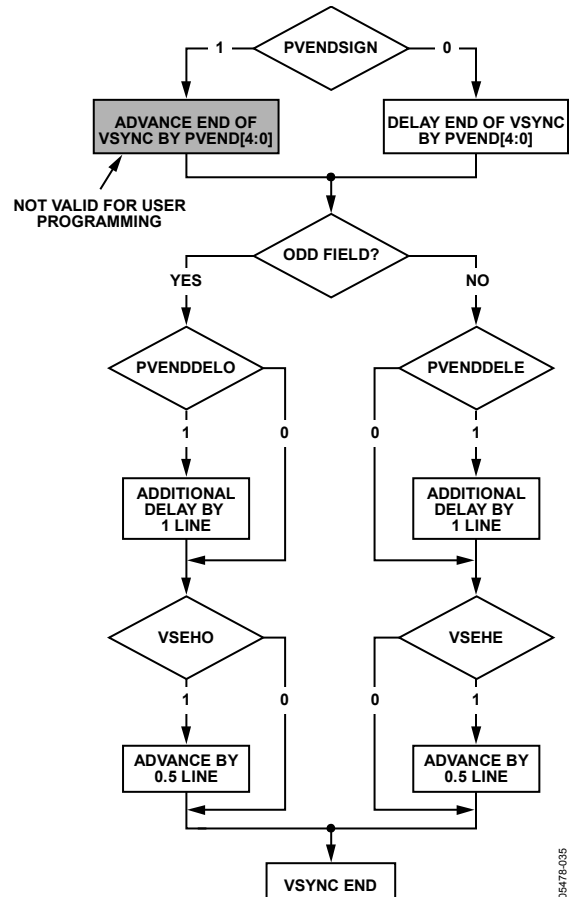 PVENDSIGN
1
0
ADVANCE END OF
VSYNC BY PVEND[4:0]
DELAY END OF VSYNC
BY PVEND[4:0]
NOT VALID FOR USER
PROGRAMMING
ODD FIELD?
YES
NO
PVENDDELO
PVENDDELE
1
0
0
1
ADDITIONAL
DELAY BY
1 LINE
ADDITIONAL
DELAY BY
1 LINE
VSEHO
VSEHE
1
0
0
1
ADVANCE BY
0.5 LINE
ADVANCE BY
0.5 LINE
VSYNC END
05478-035